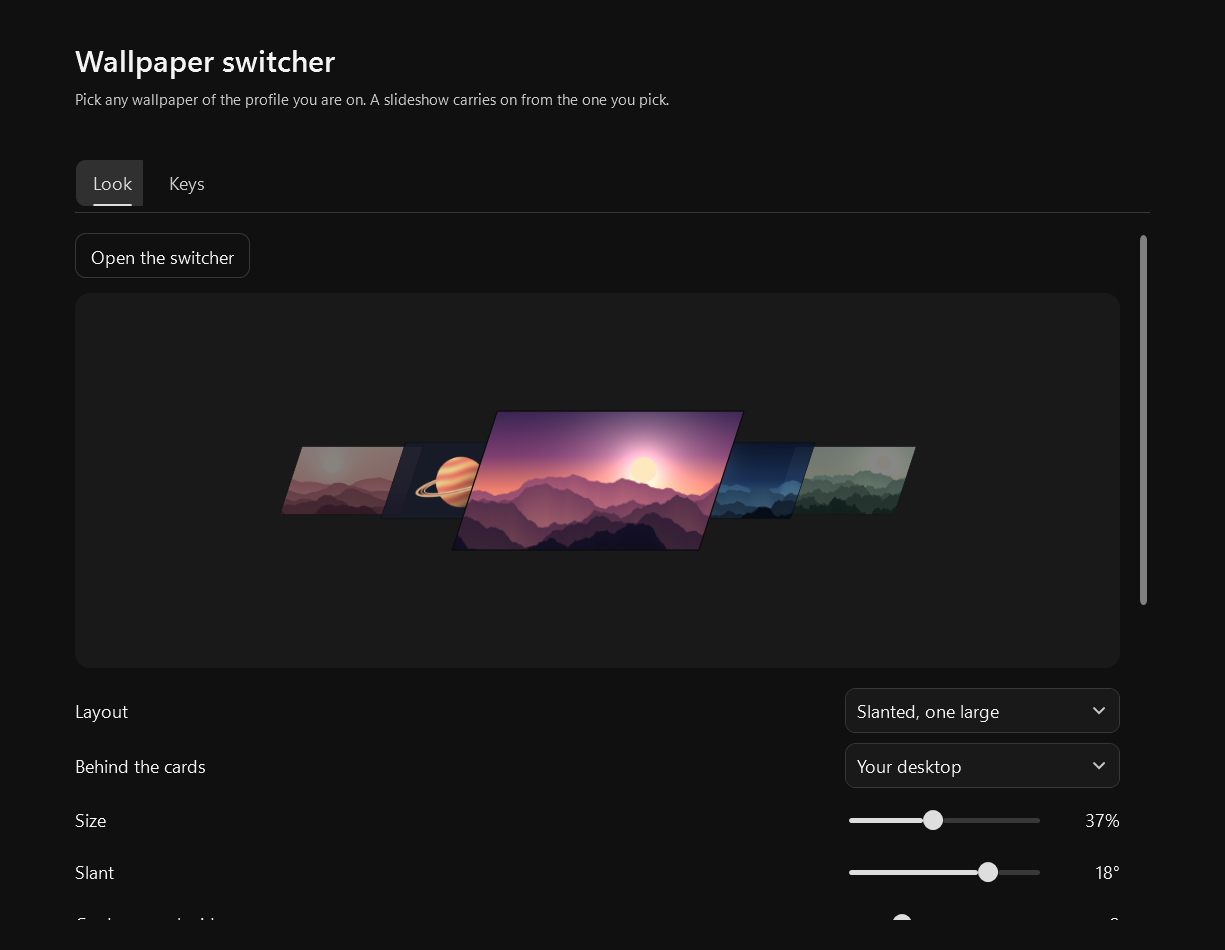 Wallpaper switcher
Pick any wallpaper of the profile you are on. A slideshow carries on from the one you pick.
Look
Keys
Open the switcher
Layout
Slanted, one large
Behind the cards
Your desktop
Size
37%
Slant
18°